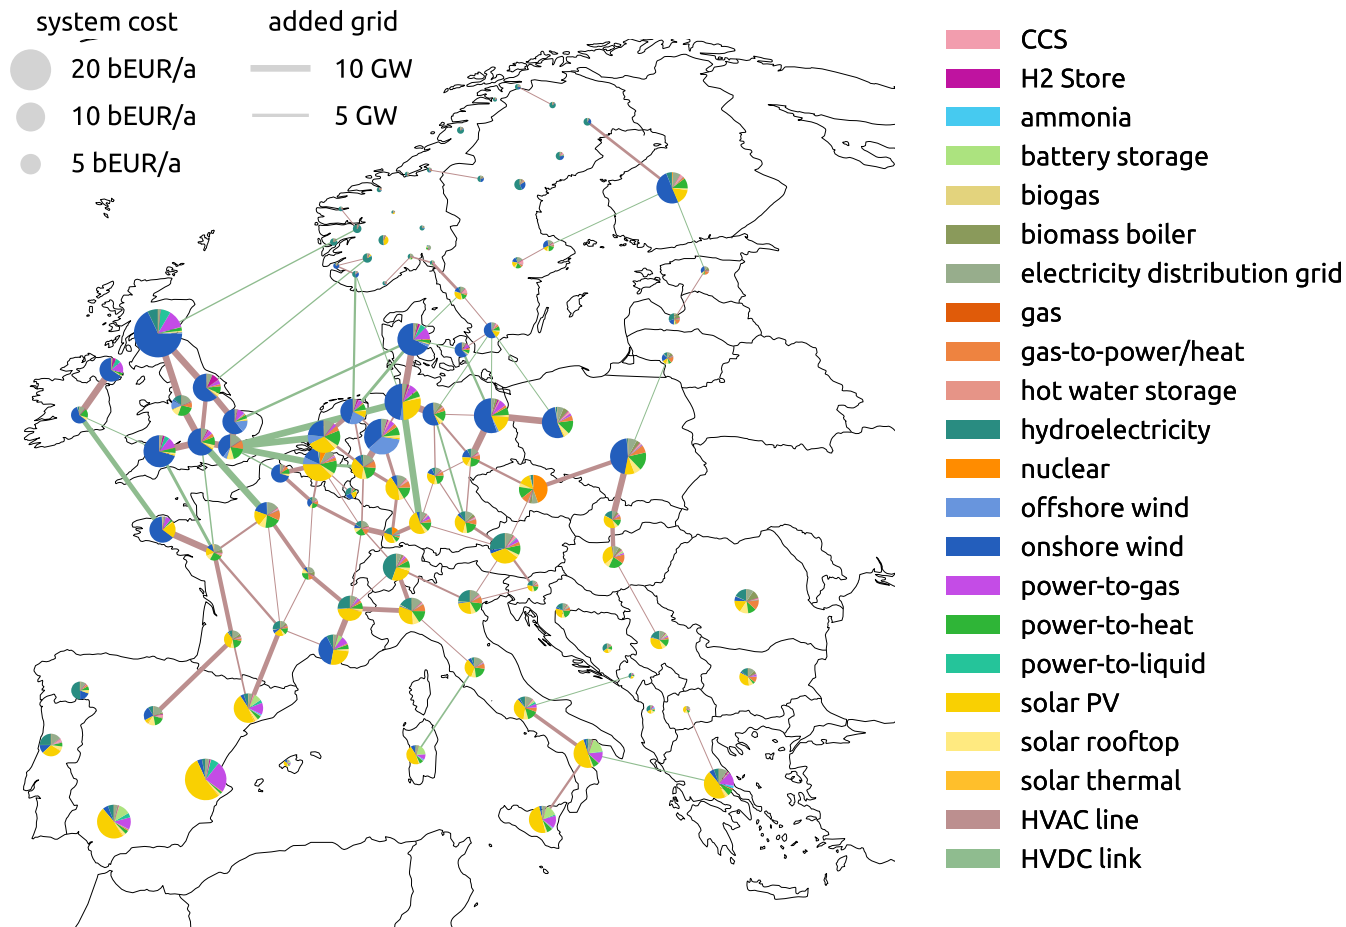 system cost
added grid
20 bEUR/a
10 GW
10 bEUR/a
5 GW
5 bEUR/a
CCS
H2 Store
ammonia
battery storage
biogas
biomass boiler
electricity distribution grid
gas
gas-to-power/heat
hot water storage
hydroelectricity
nuclear
offshore wind
onshore wind
power-to-gas
power-to-heat
power-to-liquid
solar PV
solar rooftop
solar thermal
HVAC line
HVDC link